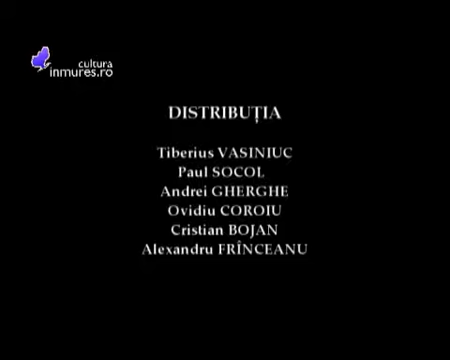 cultura
inmures.ro
DISTRIBUȚIA
Tiberius VASINIUC
Paul SOCOL
Andrei GHERGHE
Ovidiu COROIU
Cristian BOJAN
Alexandru FRÎNCEANU